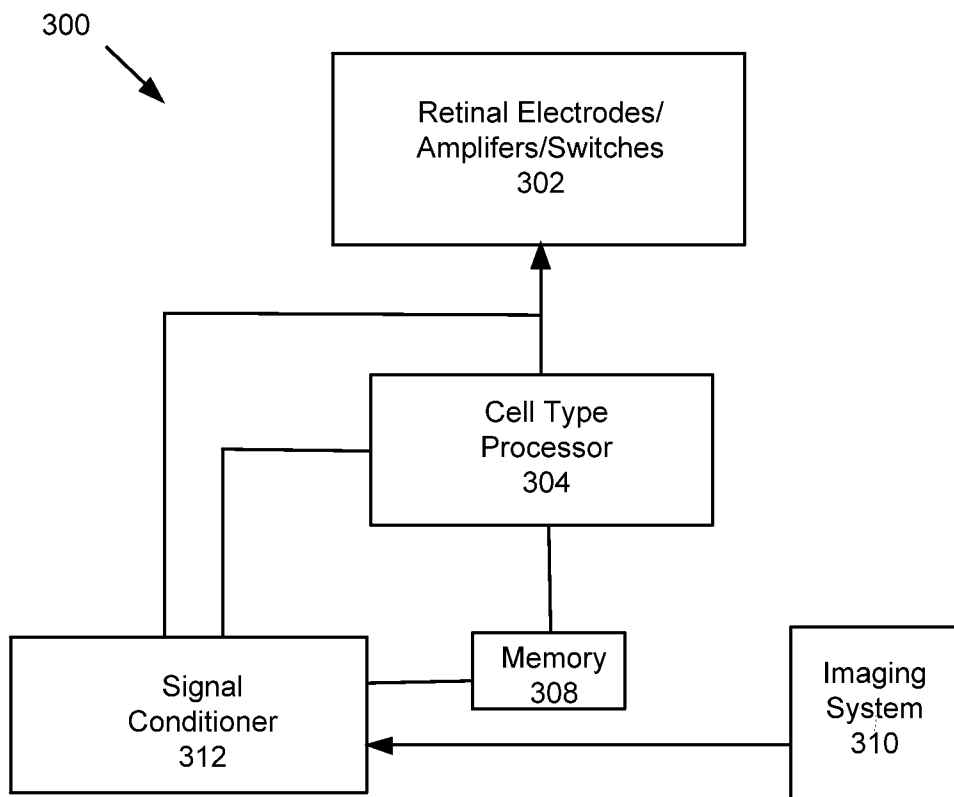 300
Retinal Electrodes/
Amplifers/Switches
302
Cell Type
Processor
304
Memory
308
Signal
Conditioner
312
Imaging
System
310